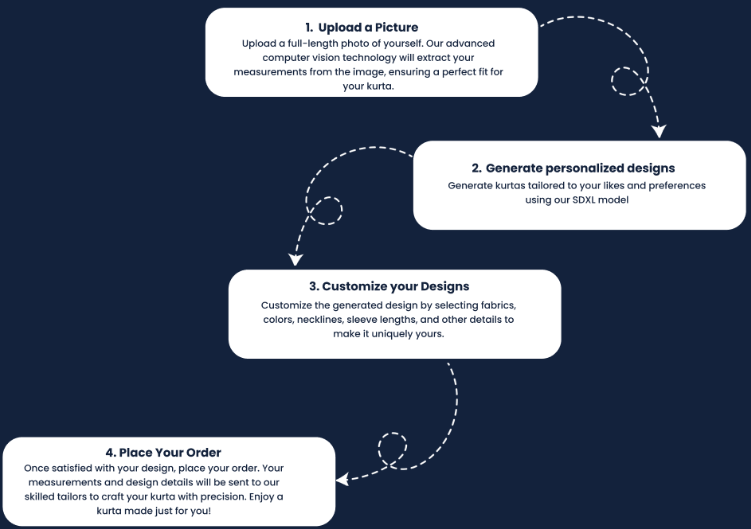 1. Upload a Picture
Upload a full-length photo of yourself. Our advanced
computer vision technology will extract your
measurements from the image, ensuring a perfect fit for
your kurta.
2. Generate personalized designs
Generate kurtas tailored to your likes and preferences
using our SDXL model
3. Customize your Designs
Customize the generated design by selecting fabrics,
colors, necklines, sleeve lengths, and other details to
make it uniquely yours.
4. Place Your Order
Once satisfied with your design, place your order. Your
measurements and design details will be sent to our
skilled tailors to craft your kurta with precision. Enjoy a
kurta made just for you!